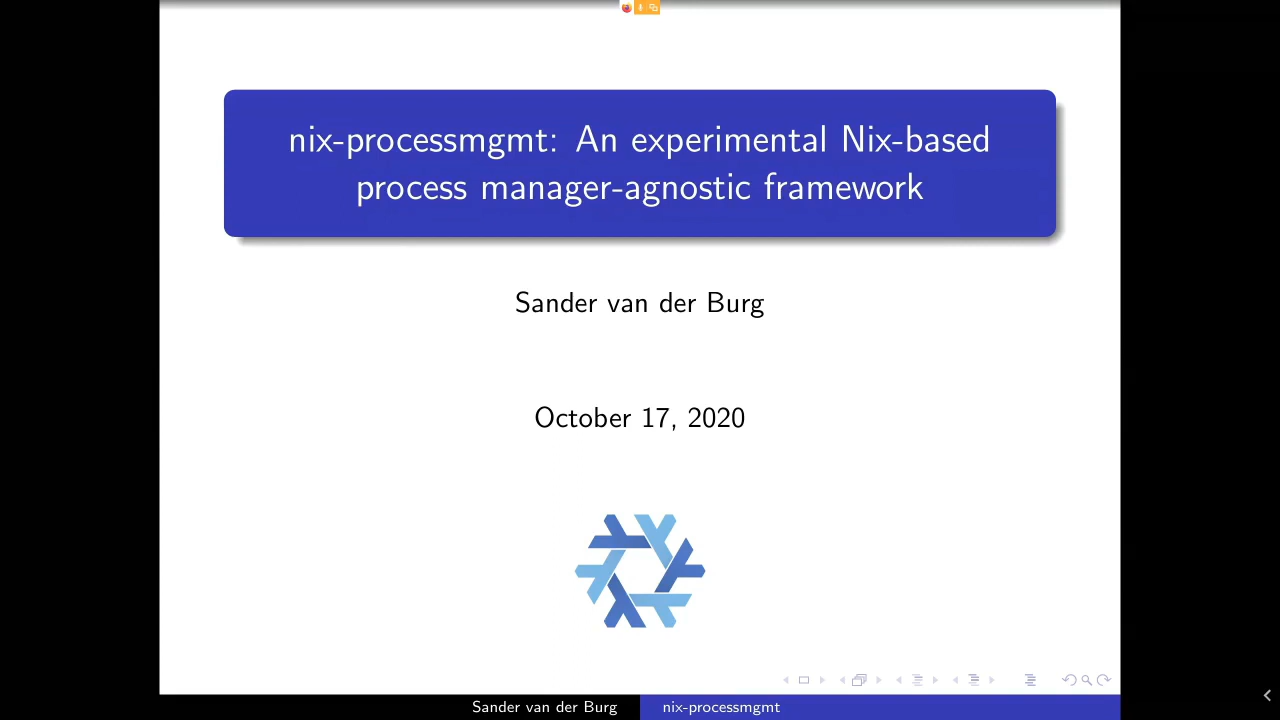 nix-processmgmt: An experimental Nix-based
process manager-agnostic framework
Sander van der Burg
October 17, 2020
Sander van der Burg
nix-processmgmt